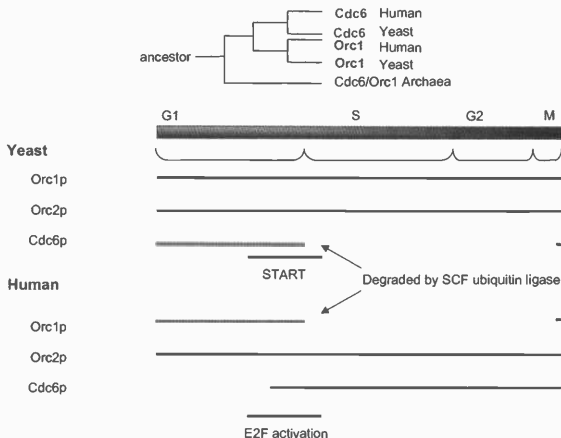 Cdc6 Human
Cdc6 Yeast
ancestor
Orc1 Human
Orc1 Yeast
Cdc6/Orc1 Archaea
G1 S G2 M
Yeast
Orc1p
Orc2p
Cdc6p
START
Degraded by SCF ubiquitin ligase
Human
Orc1p
Orc2p
Cdc6p
E2F activation